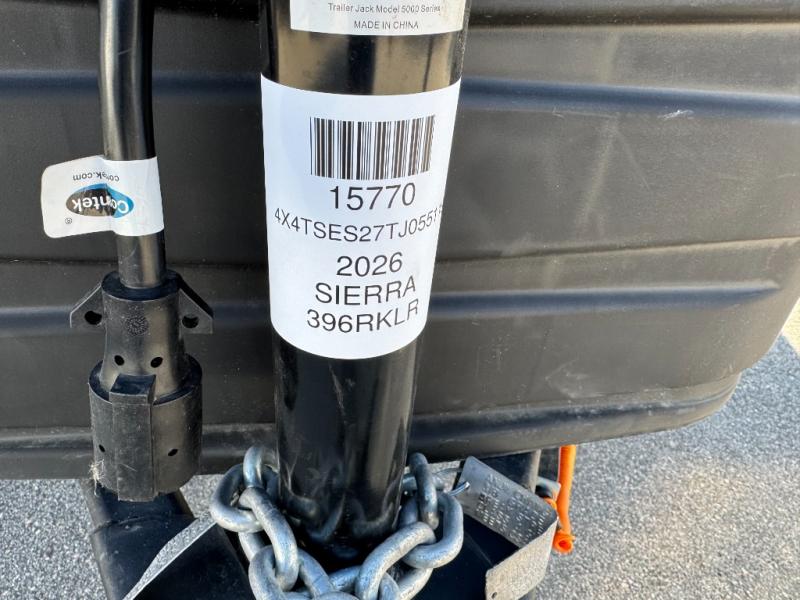 Trailer Jack Model 5000 Series
MADE IN CHINA
15770
2026
SIERRA
396RKLR
Contek
®
contek.com